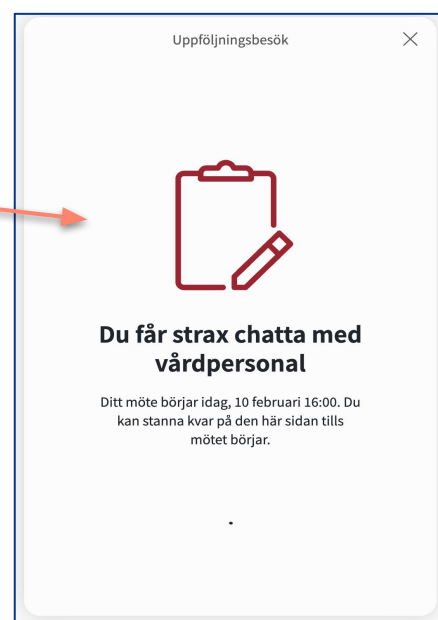 Uppföljningsbesök
Du får strax chatta med
vårdpersonal
Ditt möte börjar idag, 10 februari 16:00. Du
kan stanna kvar på den här sidan tills
mötet börjar.